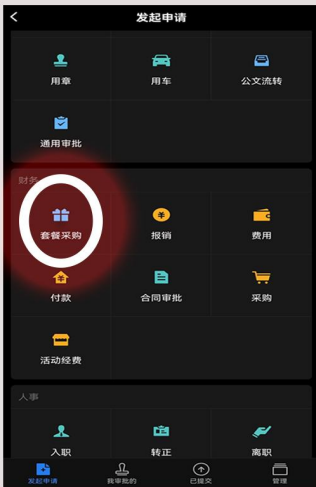 发起申请
用章 用车 公文流转
通用审批
财务
套餐采购 报销 费用
付款 合同审批 采购
活动经费
人事
入职 转正 离职
发起申请 我审批的 已提交 管理